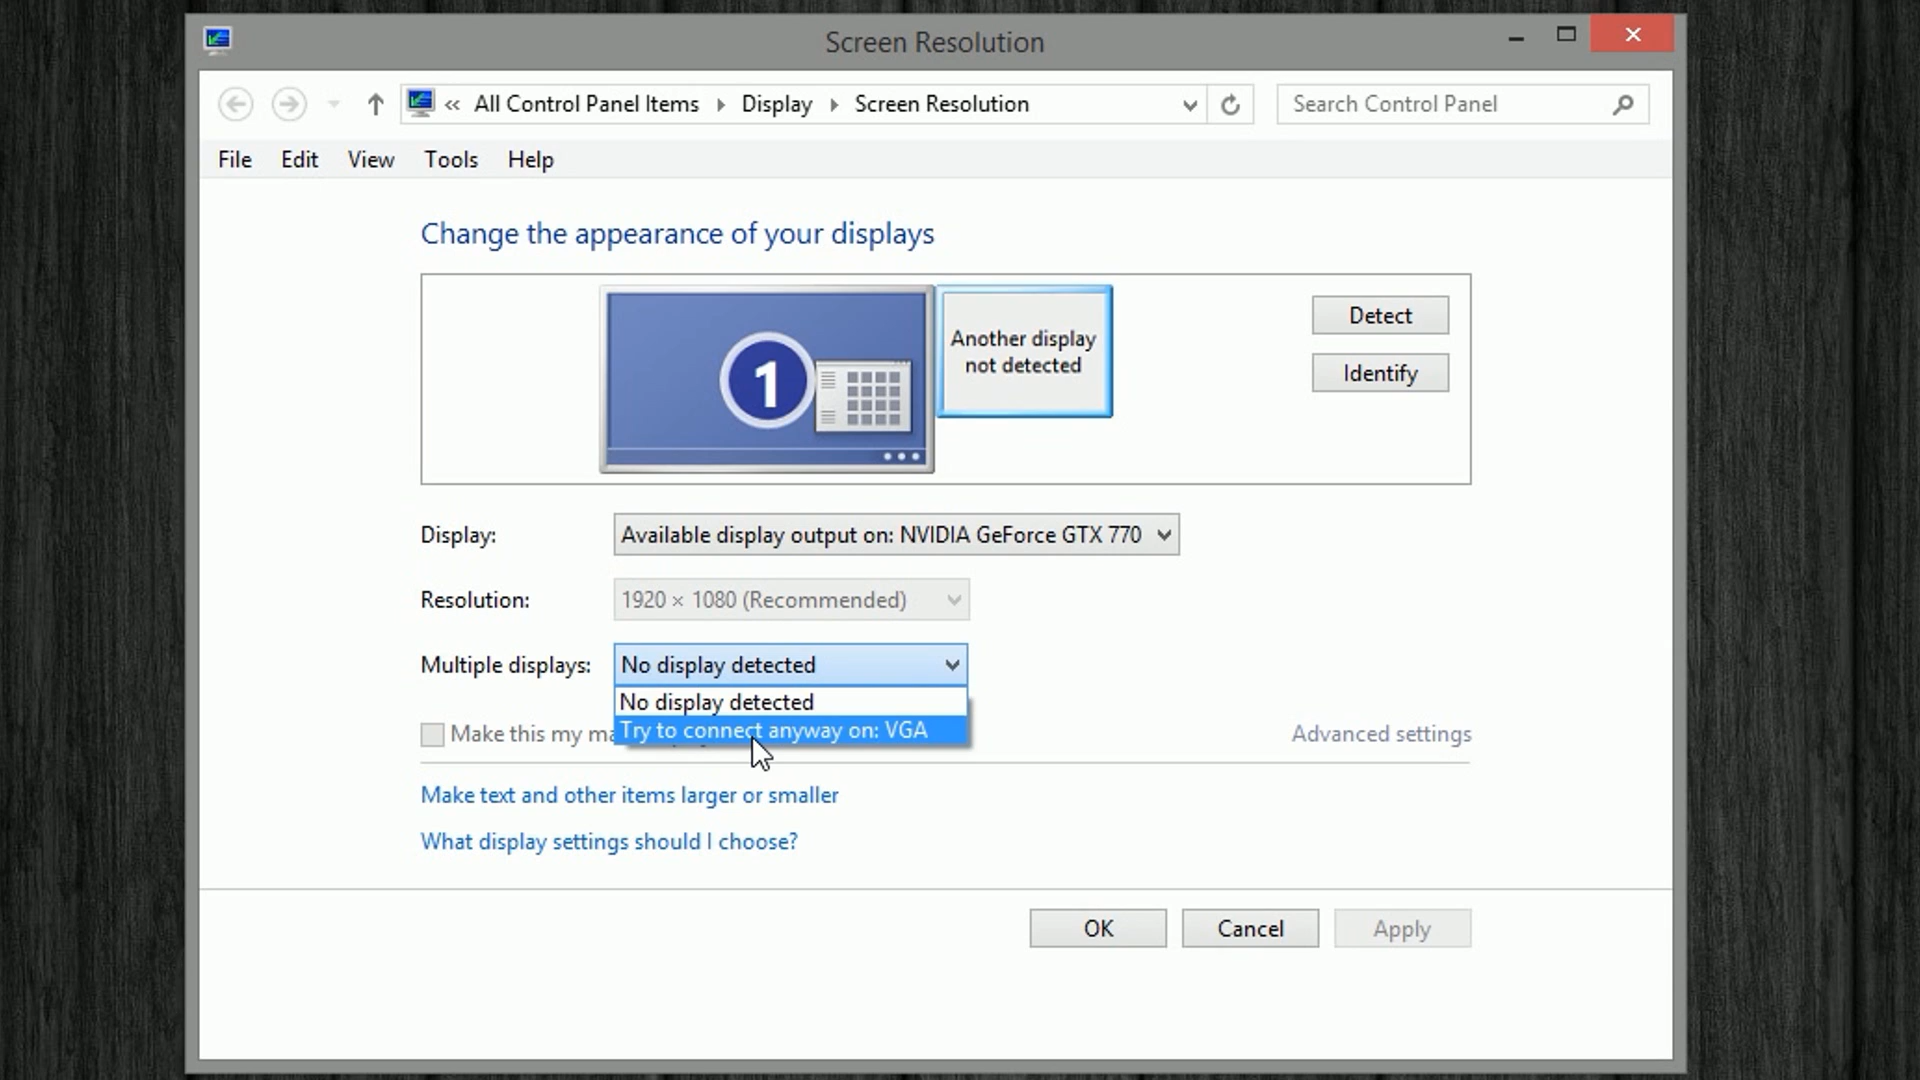 Screen Resolution
« All Control Panel Items Display Screen Resolution
Search Control Panel
File Edit View Tools Help
Change the appearance of your displays
1
Another display
not detected
Detect
Identify
Display: Available display output on: NVIDIA GeForce GTX 770
Resolution: 1920 × 1080 (Recommended)
Multiple displays: No display detected
No display detected
Try to connect anyway on: VGA
Make this my
Advanced settings
Make text and other items larger or smaller
What display settings should I choose?
OK Cancel Apply